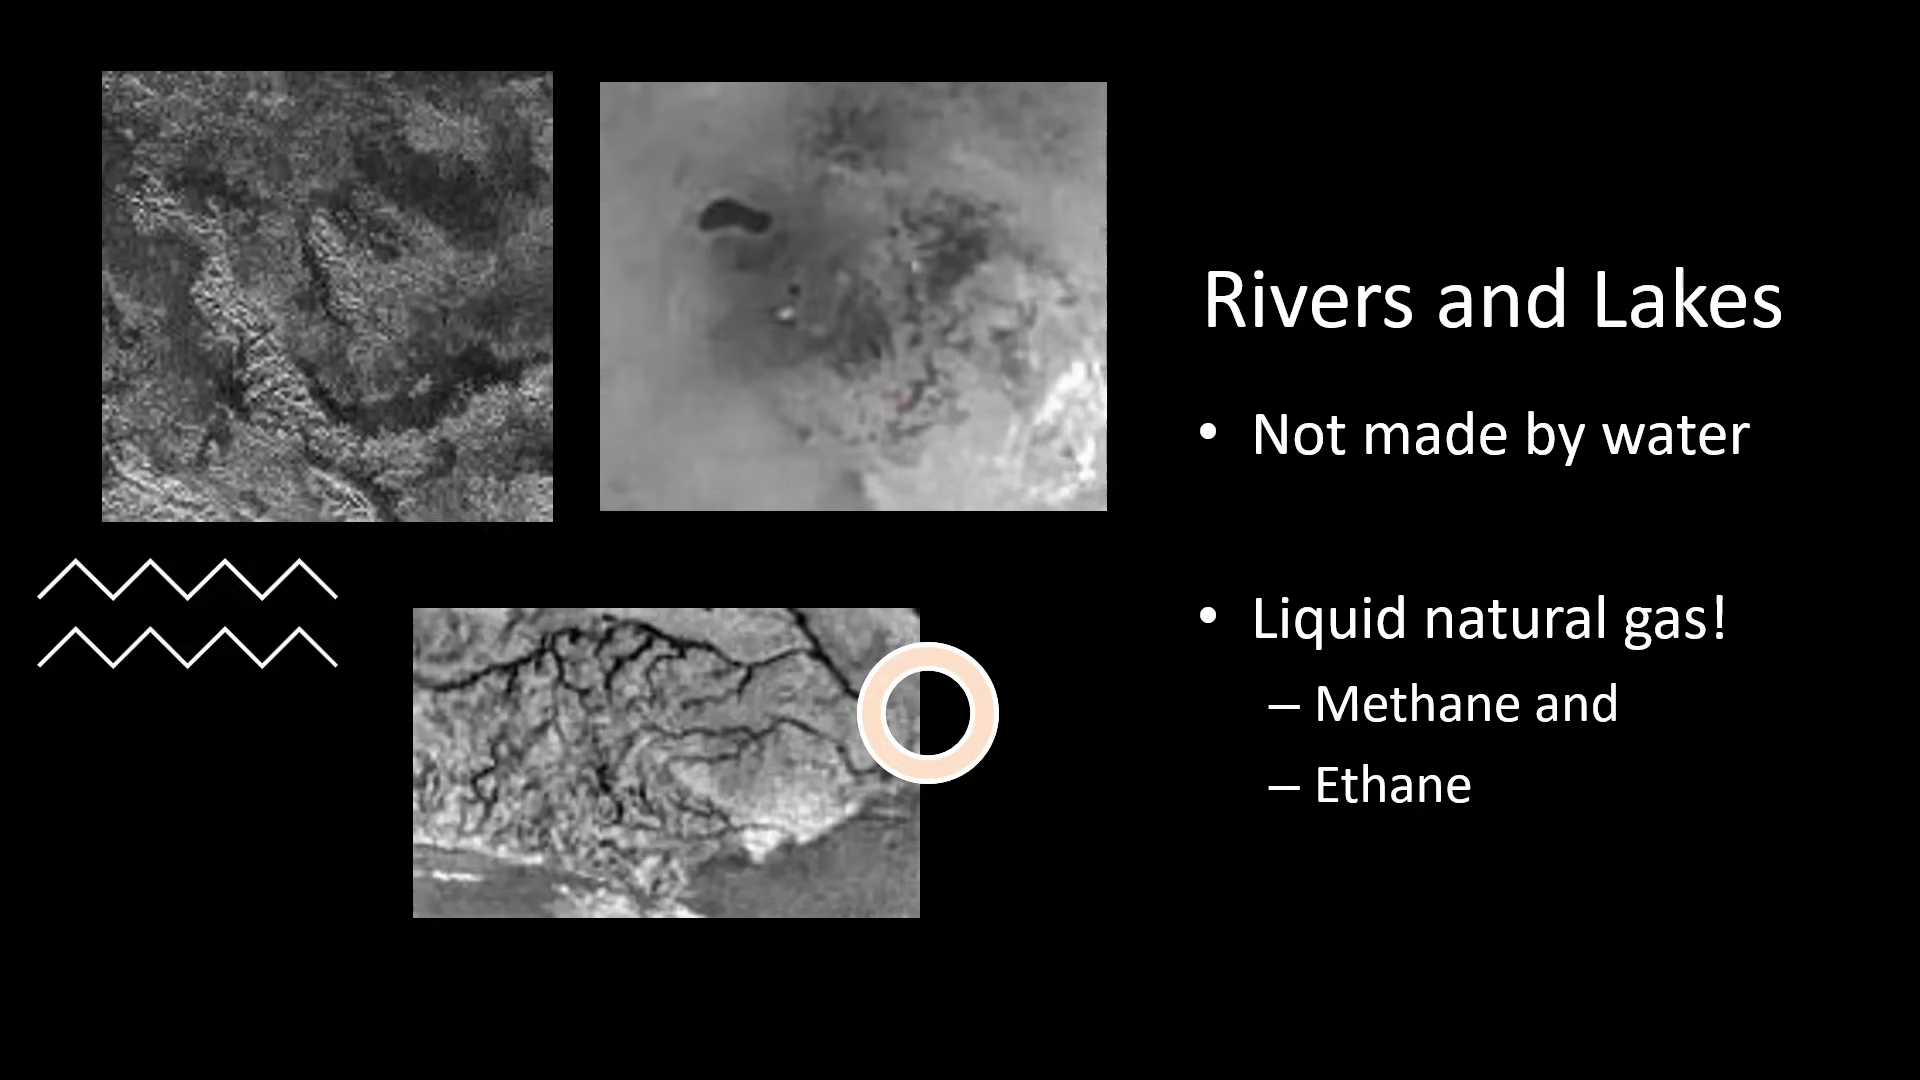 Rivers and Lakes
• Not made by water
• Liquid natural gas!
– Methane and
– Ethane